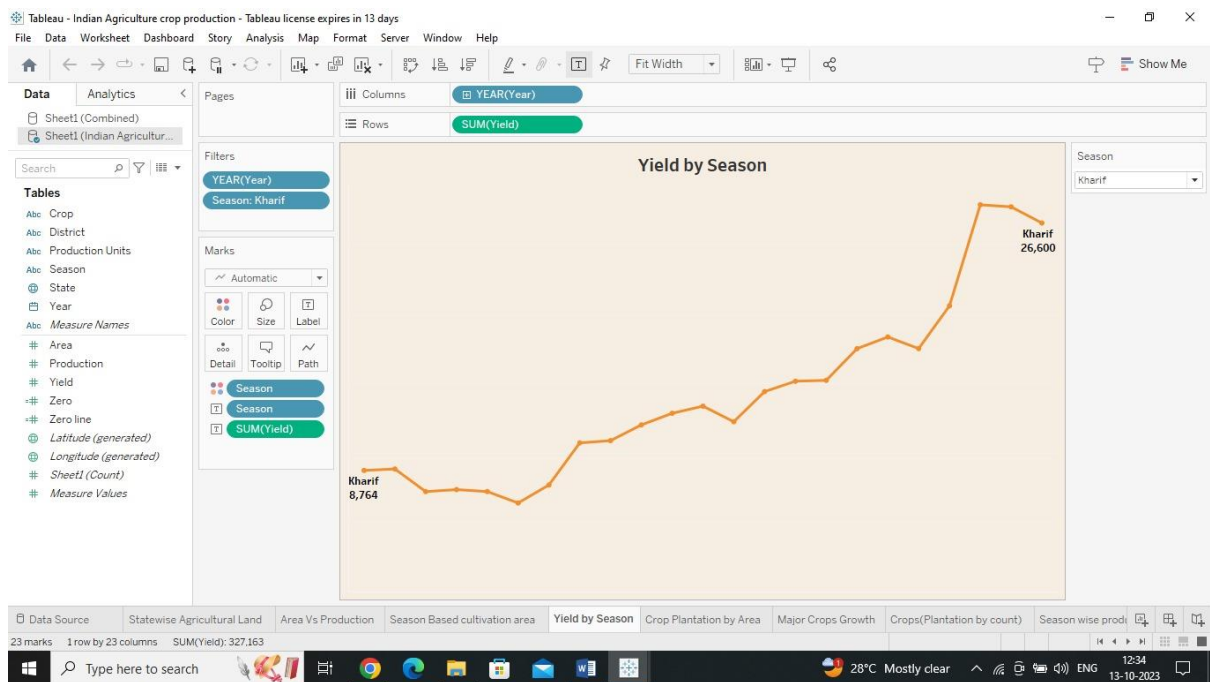 Tableau - Indian Agriculture crop production - Tableau license expires in 13 days
File Data Worksheet Dashboard Story Analysis Map Format Server Window Help
Fit Width
Show Me
Data Analytics
Sheet1 (Combined)
Sheet1 (Indian Agricultur...
Search
Tables
Abc Crop
Abc District
Abc Production Units
Abc Season
State
Year
Abc Measure Names
# Area
# Production
# Yield
=# Zero
=# Zero line
Latitude (generated)
Longitude (generated)
# Sheet1 (Count)
# Measure Values
Pages
Filters
YEAR(Year)
Season: Kharif
Marks
Automatic
Color Size Label
Detail Tooltip Path
Season
Season
SUM(Yield)
Columns YEAR(Year)
Rows SUM(Yield)
Yield by Season
Kharif
8,764
Kharif
26,600
Season
Kharif
Data Source Statewise Agricultural Land Area Vs Production Season Based cultivation area Yield by Season Crop Plantation by Area Major Crops Growth Crops(Plantation by count) Season wise produ
23 marks 1 row by 23 columns SUM(Yield): 327,163
Type here to search
28°C Mostly clear
ENG
12:34
13-10-2023